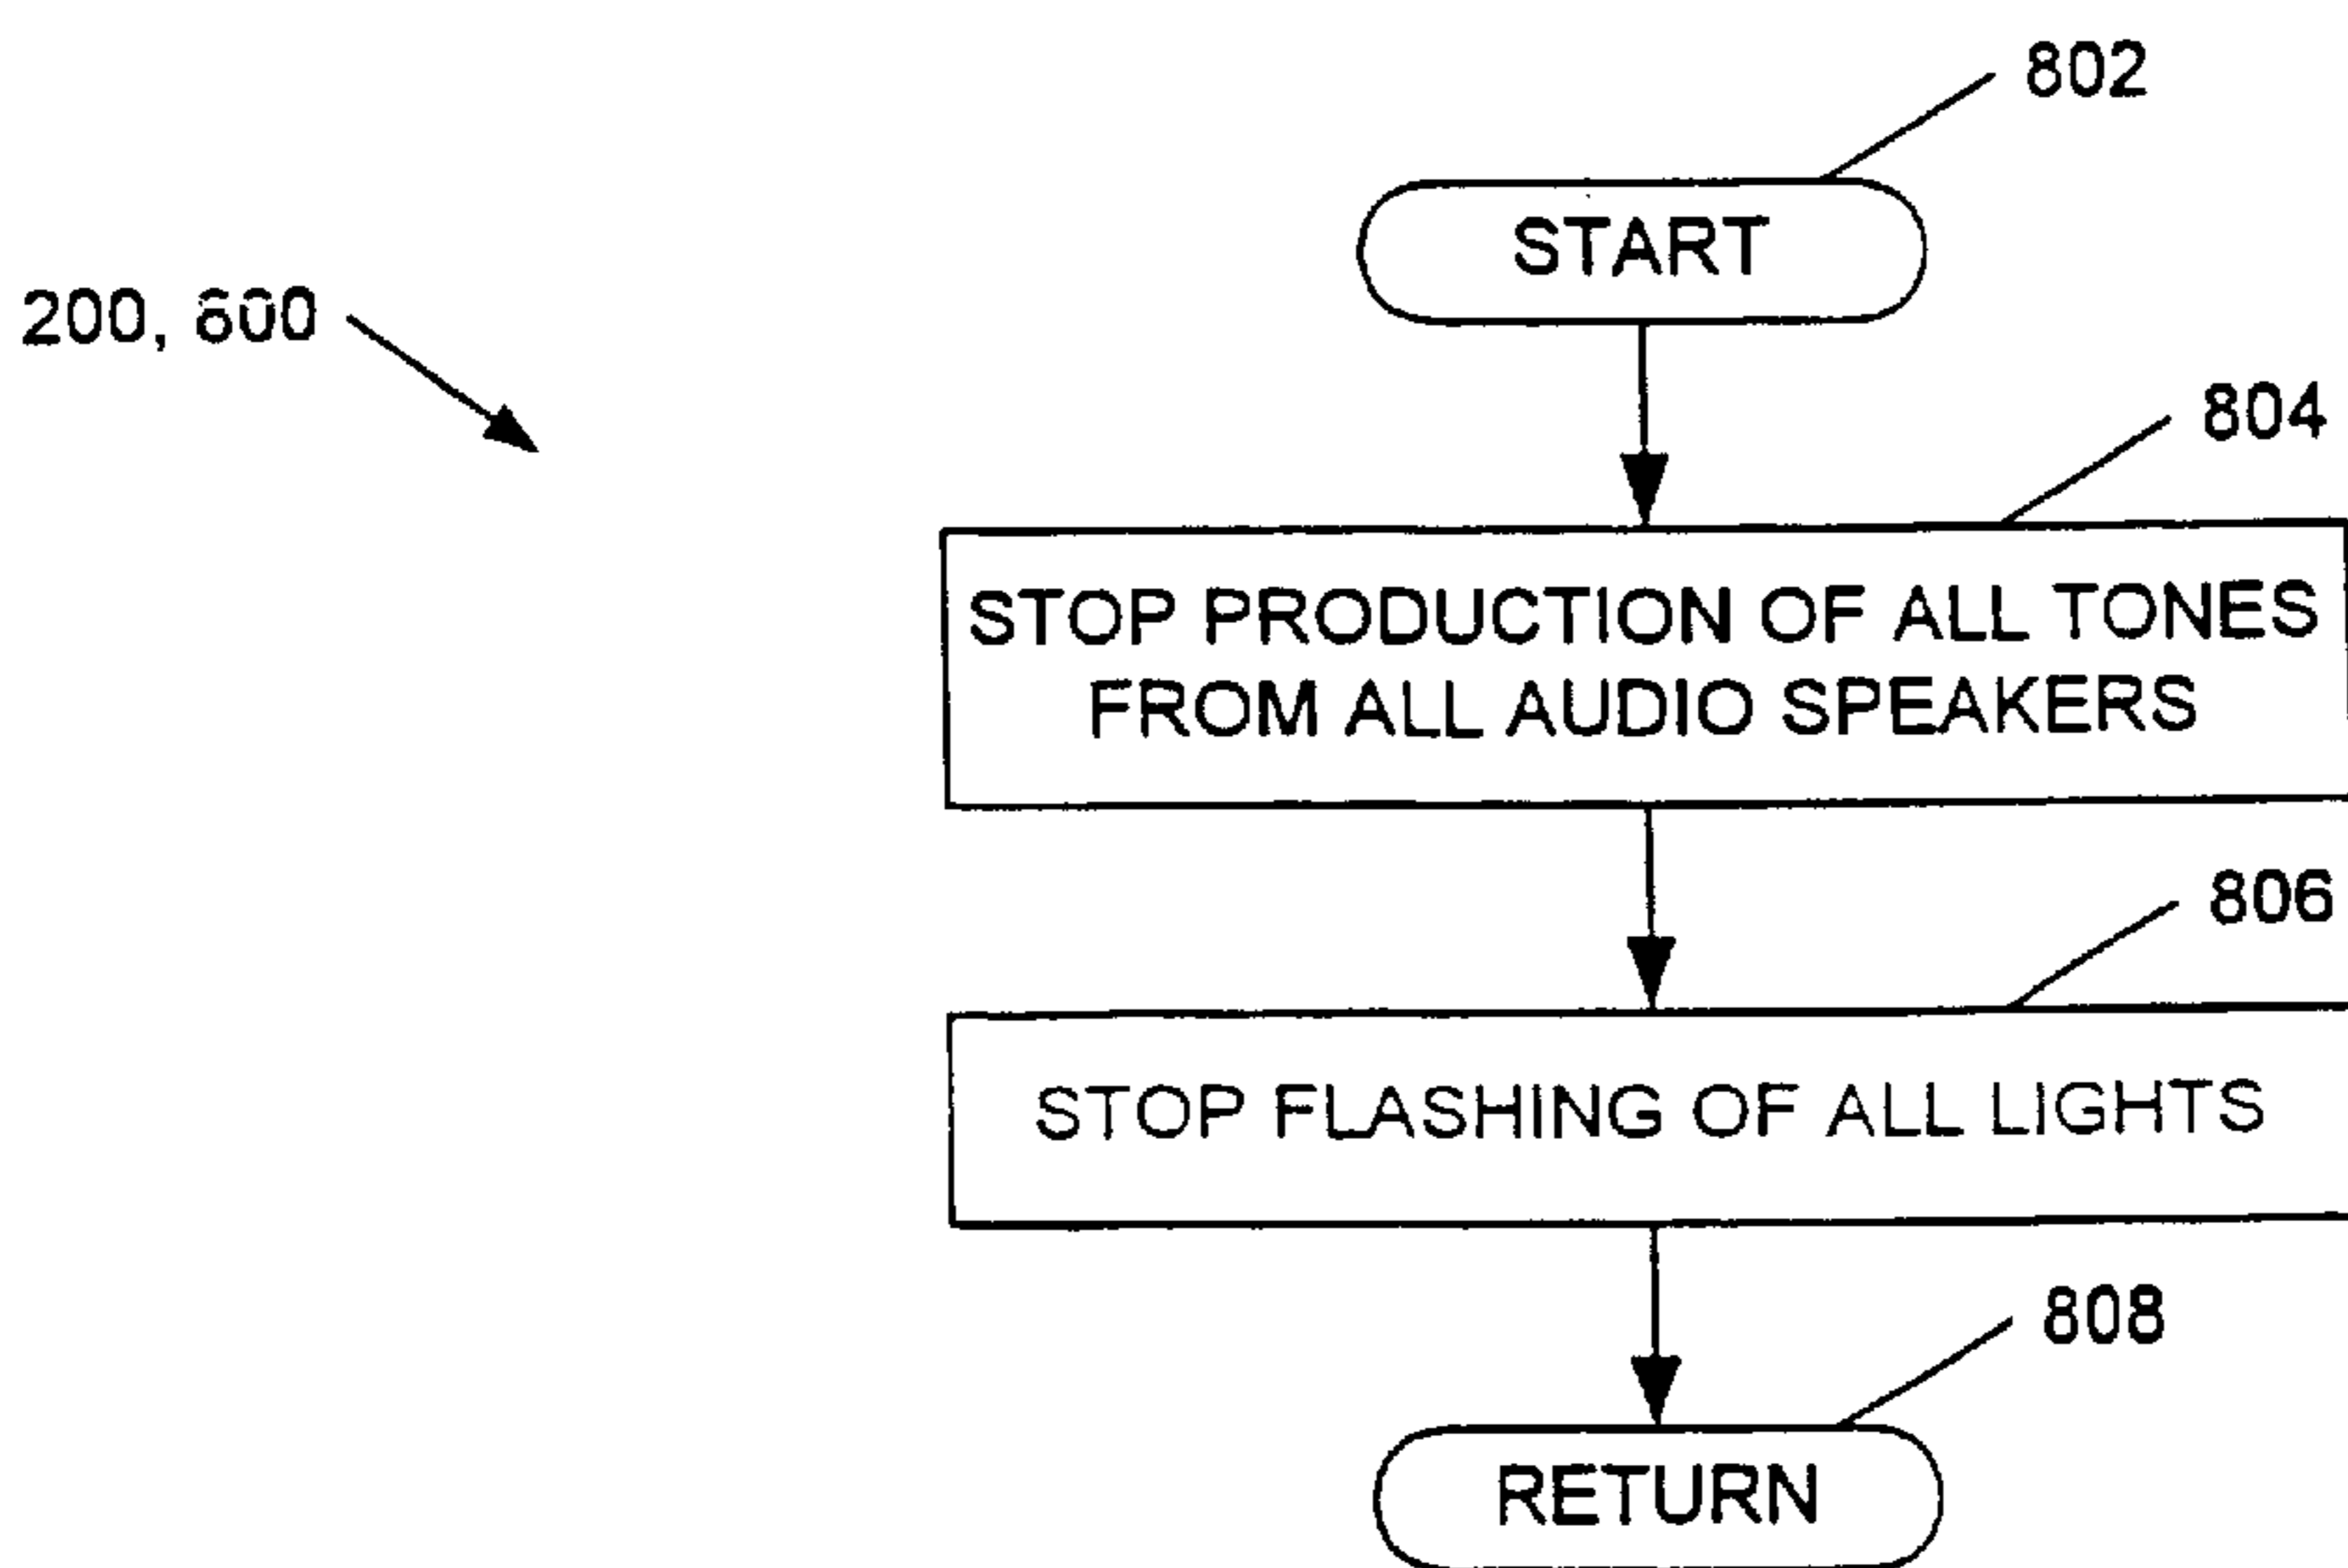 802
START
200, 800
804
STOP PRODUCTION OF ALL TONES
FROM ALL AUDIO SPEAKERS
806
STOP FLASHING OF ALL LIGHTS
808
RETURN